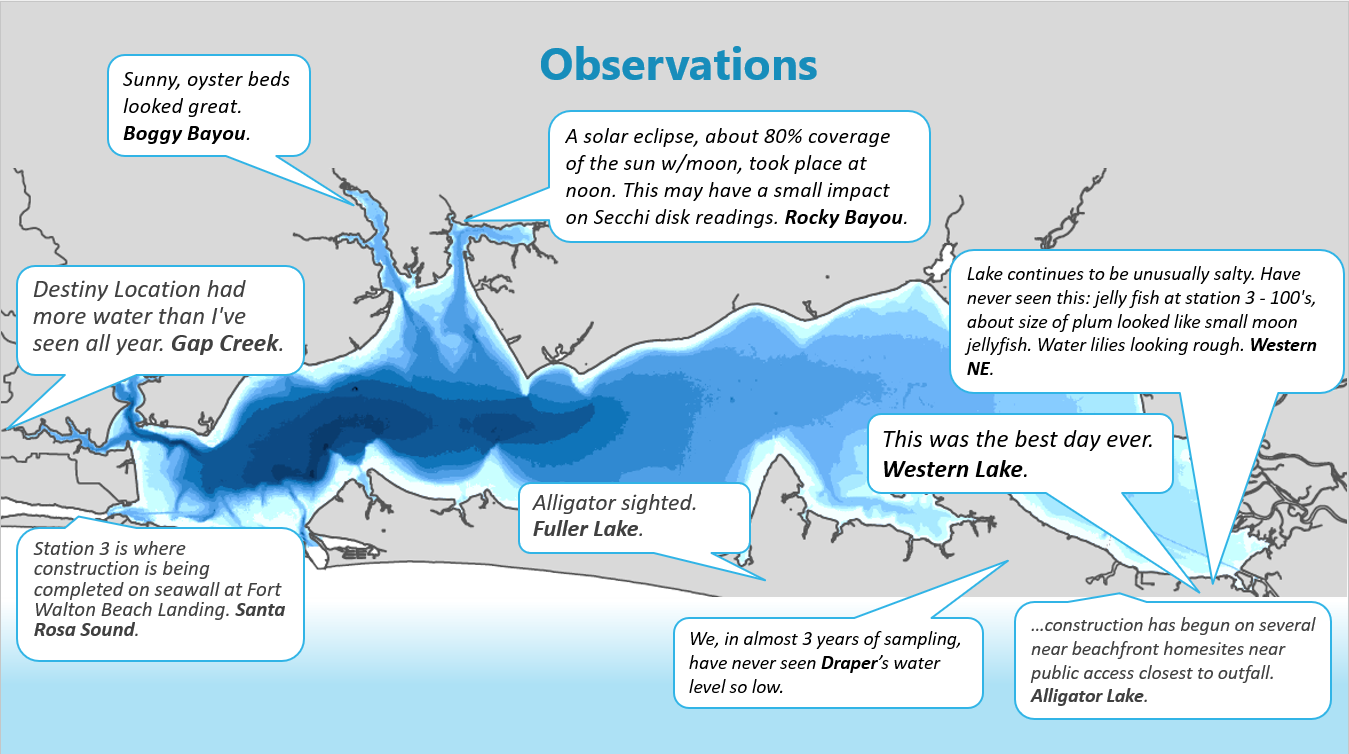 Observations
Sunny, oyster beds
looked great.
Boggy Bayou.
A solar eclipse, about 80% coverage
of the sun w/moon, took place at
noon. This may have a small impact
on Secchi disk readings. Rocky Bayou.
Destiny Location had
more water than I've
seen all year. Gap Creek.
Lake continues to be unusually salty. Have
never seen this: jelly fish at station 3 - 100's,
about size of plum looked like small moon
jellyfish. Water lilies looking rough. Western
NE.
This was the best day ever.
Western Lake.
Alligator sighted.
Fuller Lake.
Station 3 is where
construction is being
completed on seawall at Fort
Walton Beach Landing. Santa
Rosa Sound.
We, in almost 3 years of sampling,
have never seen Draper’s water
level so low.
…construction has begun on several
near beachfront homesites near
public access closest to outfall.
Alligator Lake.